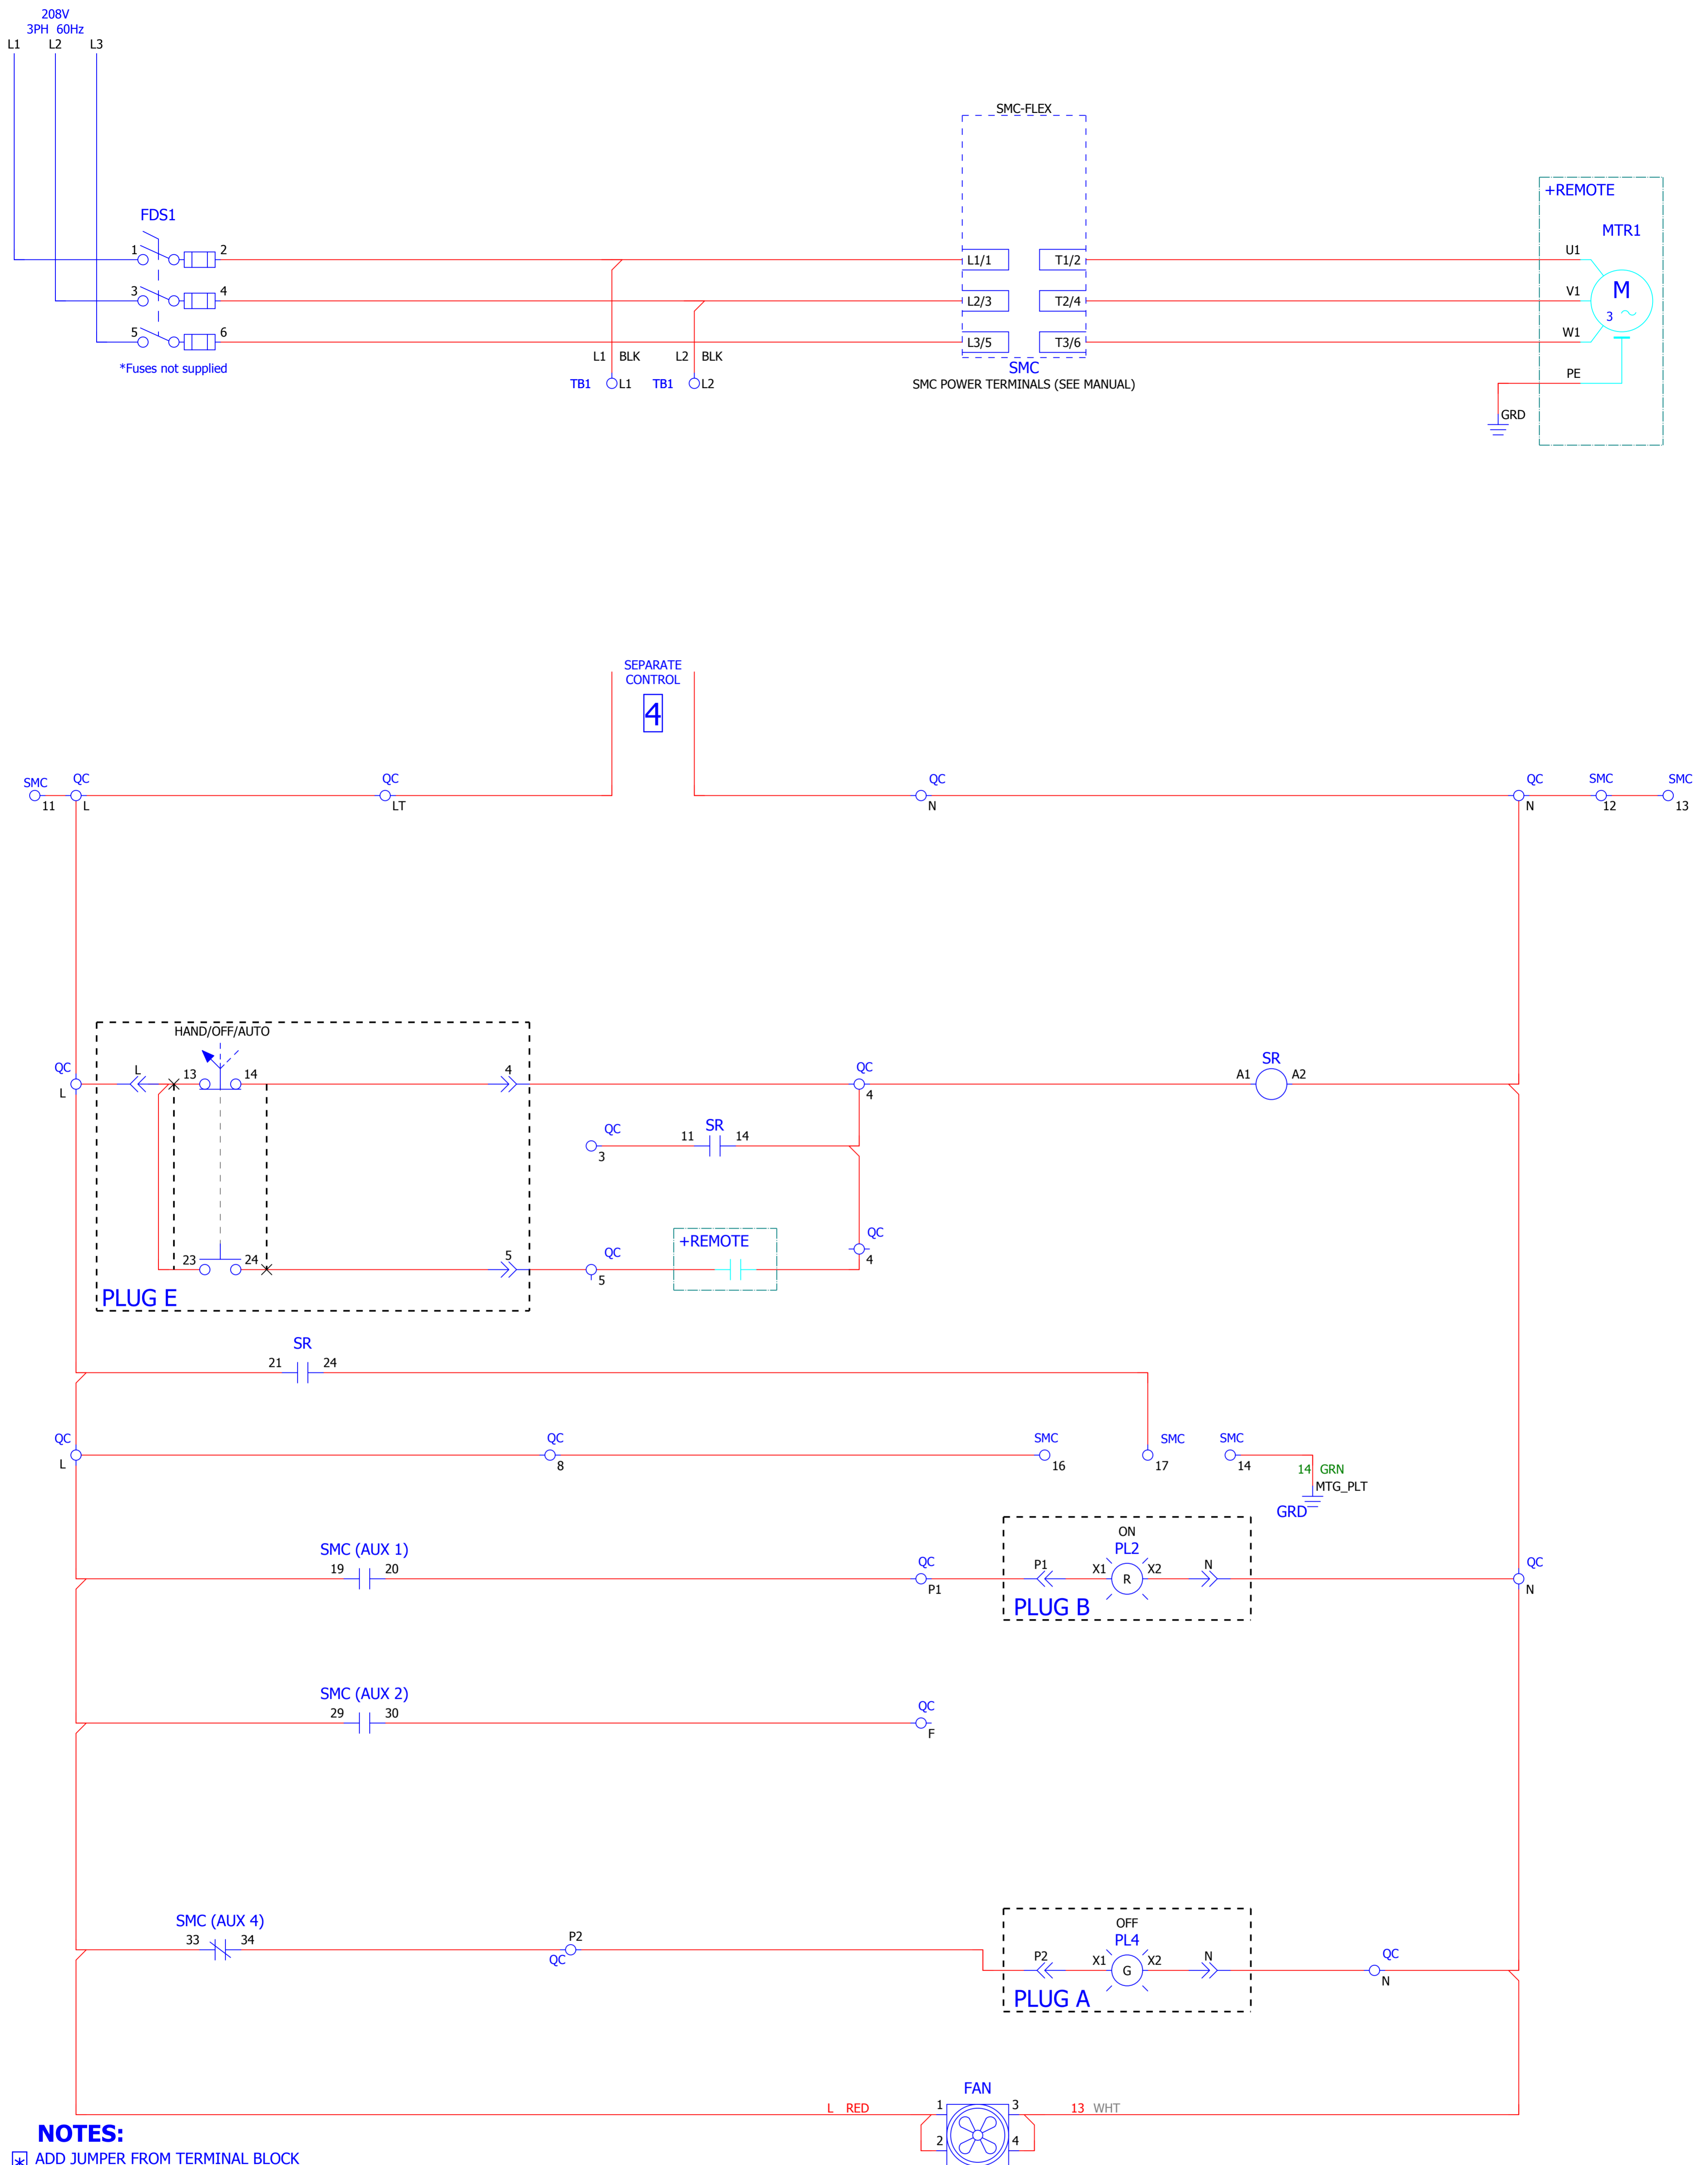 208V
3PH 60Hz
L1 L2 L3
SMC-FLEX
+REMOTE
MTR1
FDS1
1 2
3 4
5 6
*Fuses not supplied
L1/1 T1/2
L2/3 T2/4
L3/5 T3/6
U1
V1
W1
M
3
PE
GRD
L1 BLK L2 BLK
TB1 L1 TB1 L2
SMC
SMC POWER TERMINALS (SEE MANUAL)
SEPARATE
CONTROL
4
SMC QC QC QC QC SMC SMC
11 L LT N N 12 13
HAND/OFF/AUTO
QC L 13 14 4 QC SR
L 4 A1 A2
QC 11 SR 14
3
+REMOTE QC
4
23 24 5 QC
5
PLUG E
SR
21 24
QC QC SMC SMC SMC
L 8 16 17 14
14 GRN
MTG_PLT
GRD
ON
PL2
SMC (AUX 1)
19 20 QC P1 X1 R X2 N QC
P1 N
PLUG B
SMC (AUX 2)
29 30 QC
F
SMC (AUX 4)
33 34 P2
QC
OFF
PL4
P2 X1 G X2 N QC
N
PLUG A
FAN
L RED 1 3 13 WHT
2 4
NOTES:
* ADD JUMPER FROM TERMINAL BLOCK